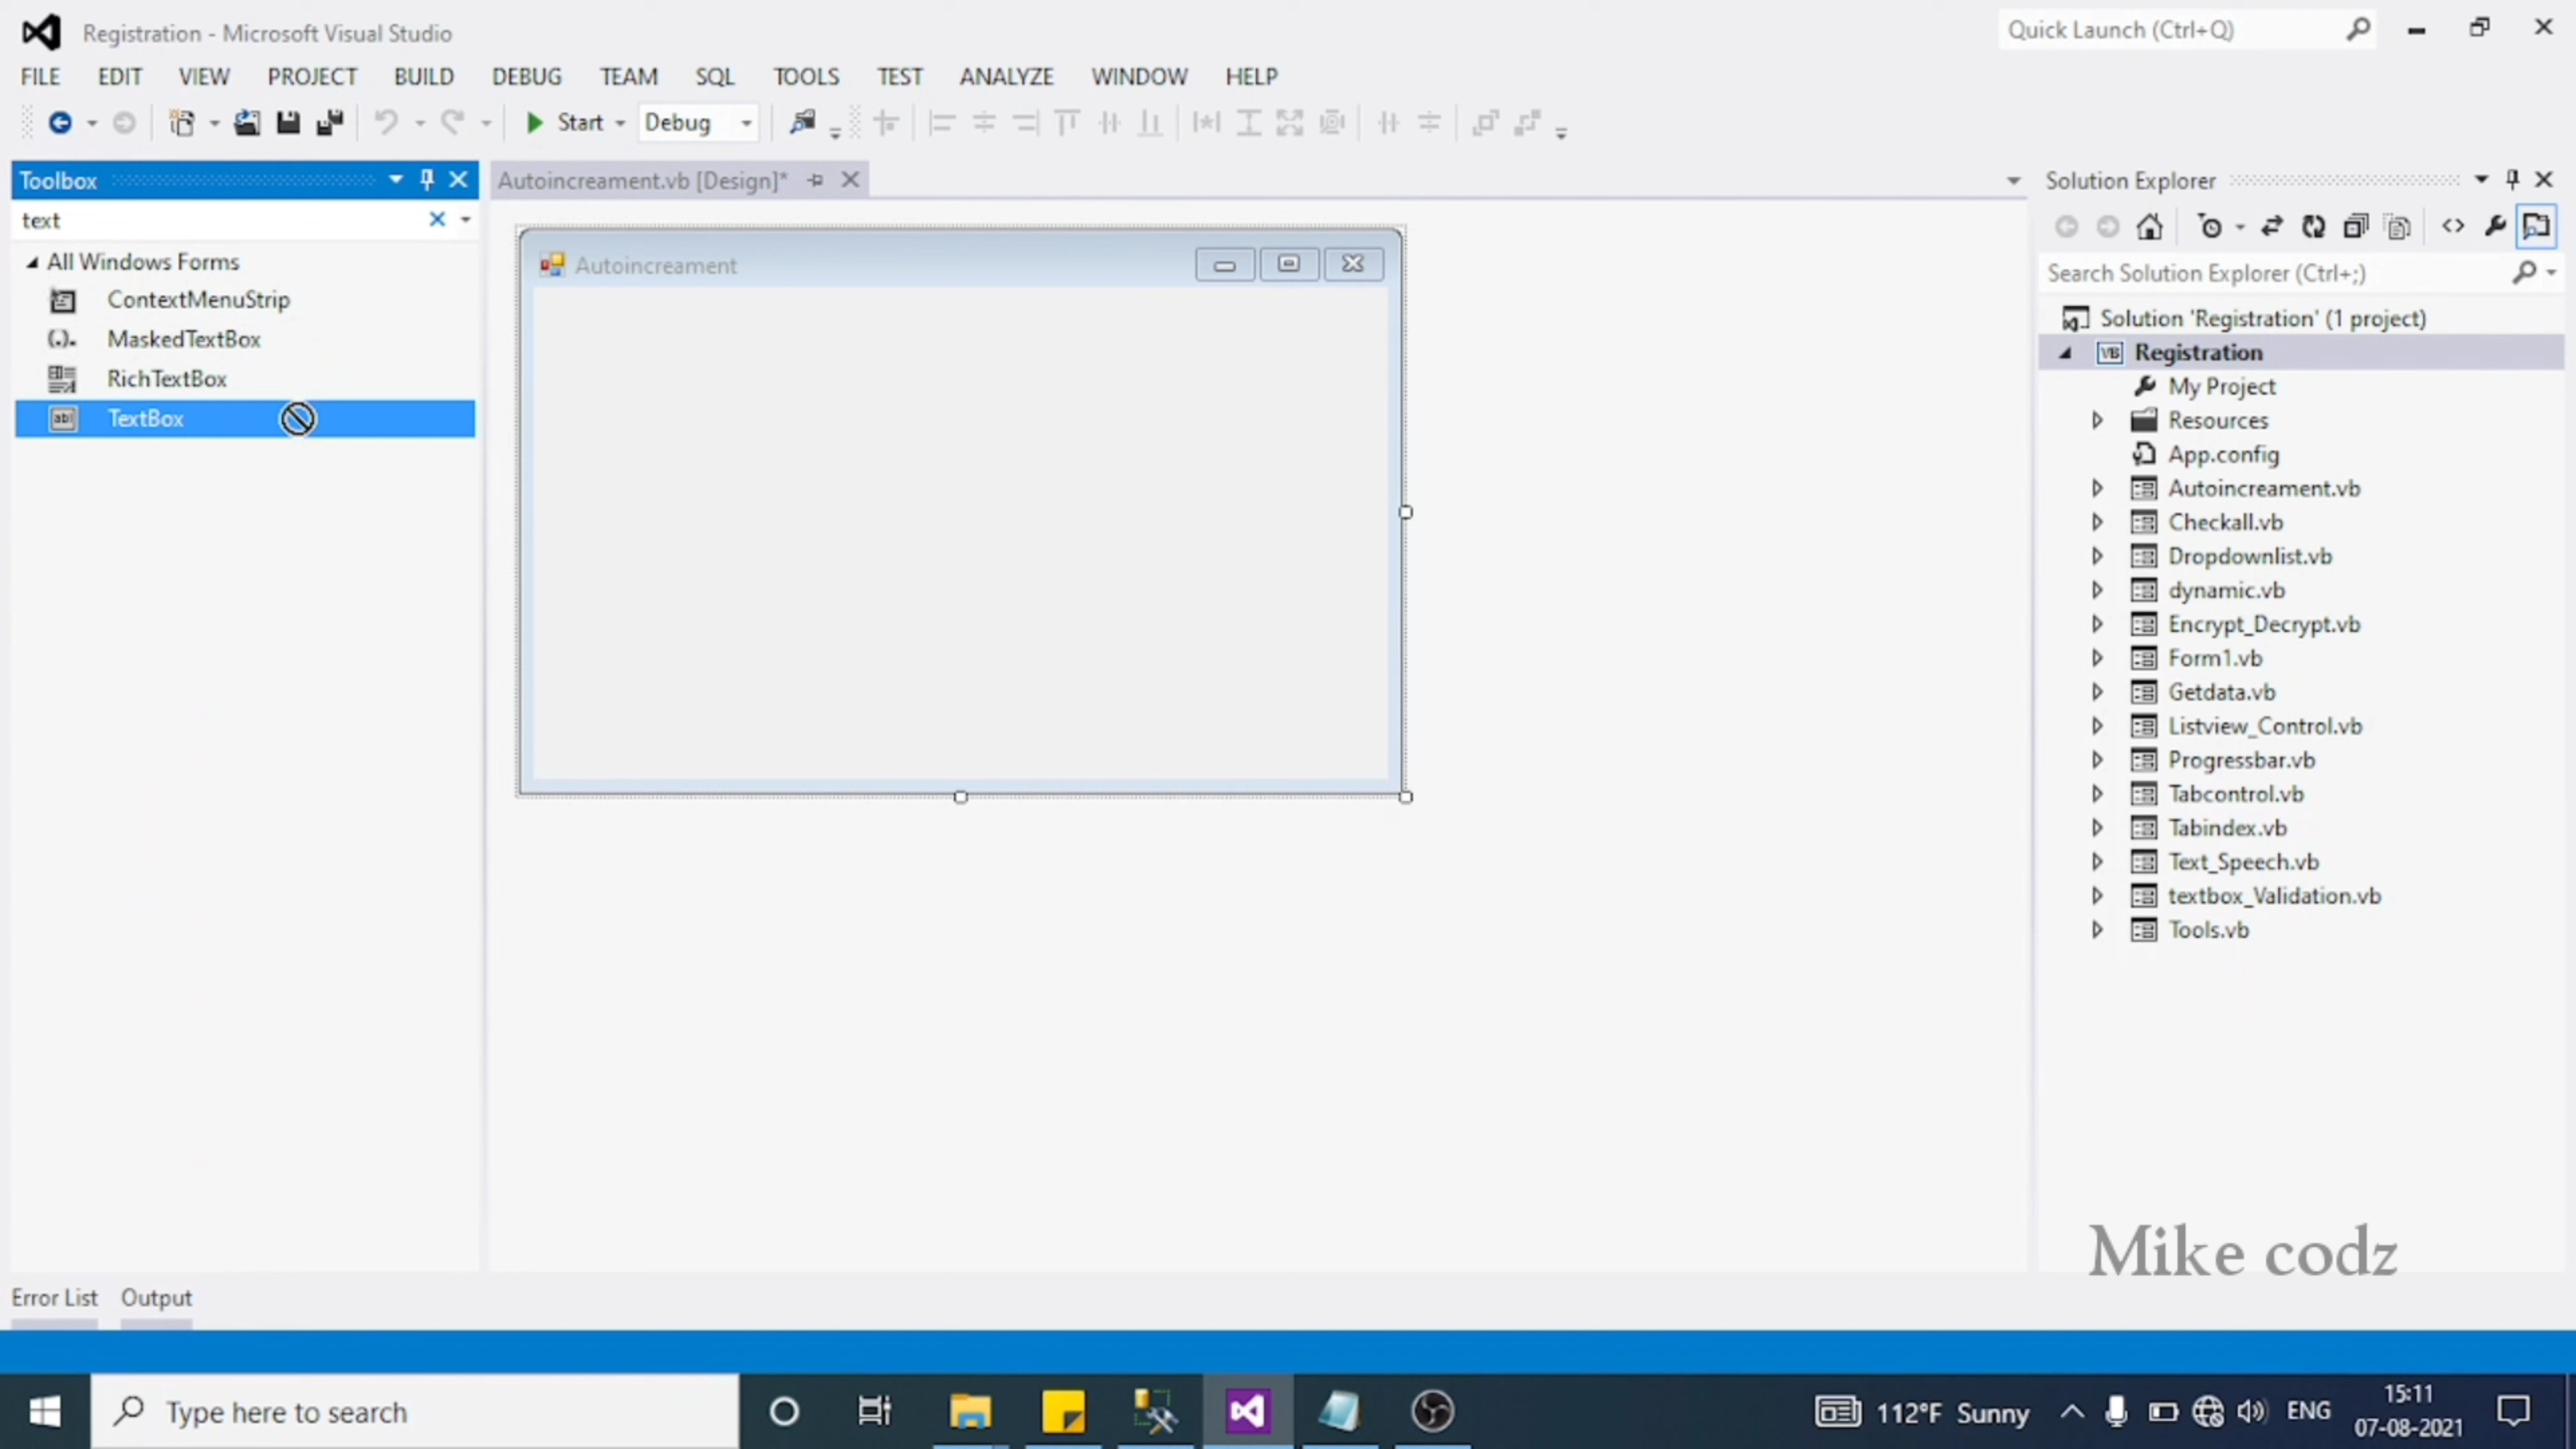 Registration - Microsoft Visual Studio
Quick Launch (Ctrl+Q)
FILE EDIT VIEW PROJECT BUILD DEBUG TEAM SQL TOOLS TEST ANALYZE WINDOW HELP
Start Debug
Toolbox
text
All Windows Forms
ContextMenuStrip
MaskedTextBox
RichTextBox
abl TextBox
Autoincreament.vb [Design]*
Autoincreament
Solution Explorer
Search Solution Explorer (Ctrl+;)
Solution 'Registration' (1 project)
VB Registration
My Project
Resources
App.config
Autoincreament.vb
Checkall.vb
Dropdownlist.vb
dynamic.vb
Encrypt_Decrypt.vb
Form1.vb
Getdata.vb
Listview_Control.vb
Progressbar.vb
Tabcontrol.vb
Tabindex.vb
Text_Speech.vb
textbox_Validation.vb
Tools.vb
Mike codz
Error List Output
Type here to search
112°F Sunny
ENG
15:11
07-08-2021